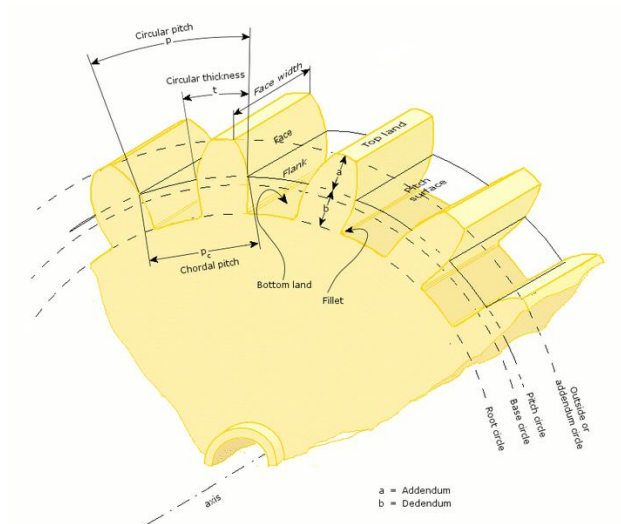 Circular pitch
p
Circular thickness
t
Face width
Face
Flank
Top land
a
b
Pitch
surface
pc
Chordal pitch
Bottom land
Fillet
Outside or
addendum circle
Pitch circle
Base circle
Root circle
axis
a = Addendum
b = Dedendum